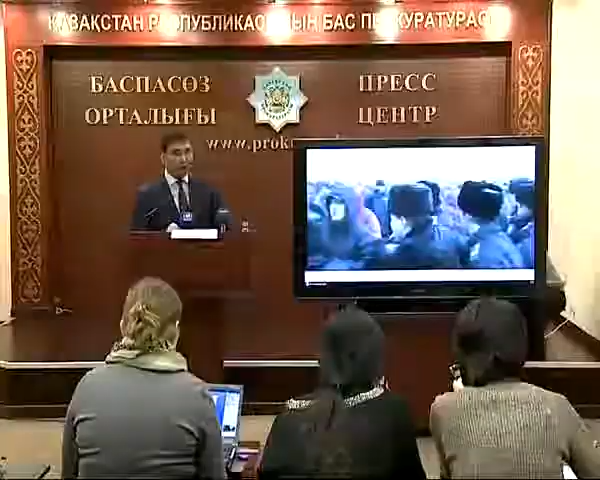 ҚАЗАҚСТАН РЕСПУБЛИКАСЫНЫҢ БАС ПРОКУРАТУРАСЫ
БАСПАСӨЗ
ОРТАЛЫҒЫ
ПРЕСС
ЦЕНТР
www.prok